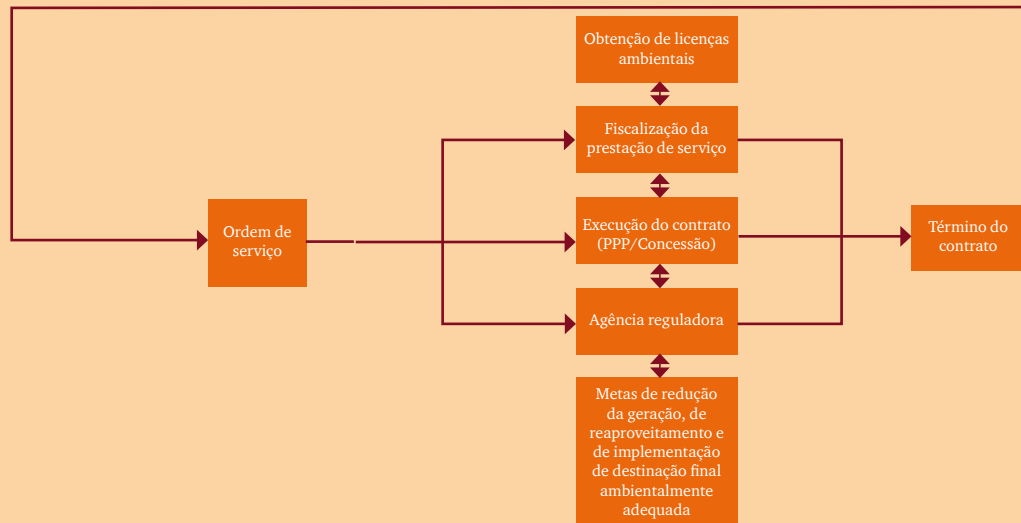 Obtenção de licenças
ambientais
Fiscalização da
prestação de serviço
Ordem de
serviço
Execução do contrato
(PPP/Concessão)
Término do
contrato
Agência reguladora
Metas de redução
da geração, de
reaproveitamento e
de implementação
de destinação final
ambientalmente
adequada